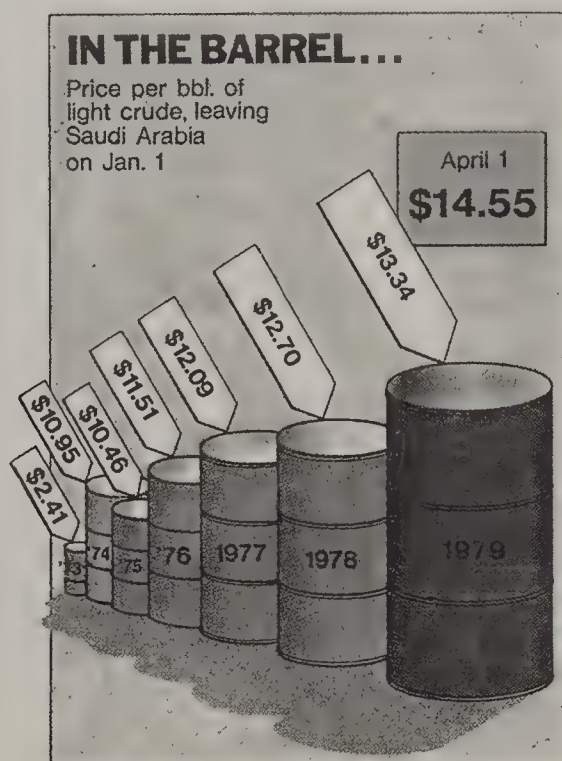 IN THE BARREL...
Price per bbl. of
light crude, leaving
Saudi Arabia
on Jan. 1
April 1
$14.55
$2.41
$10.95
$10.46
$11.51
$12.09
$12.70
$13.34
'73
'74
'75
'76
1977
1978
1979